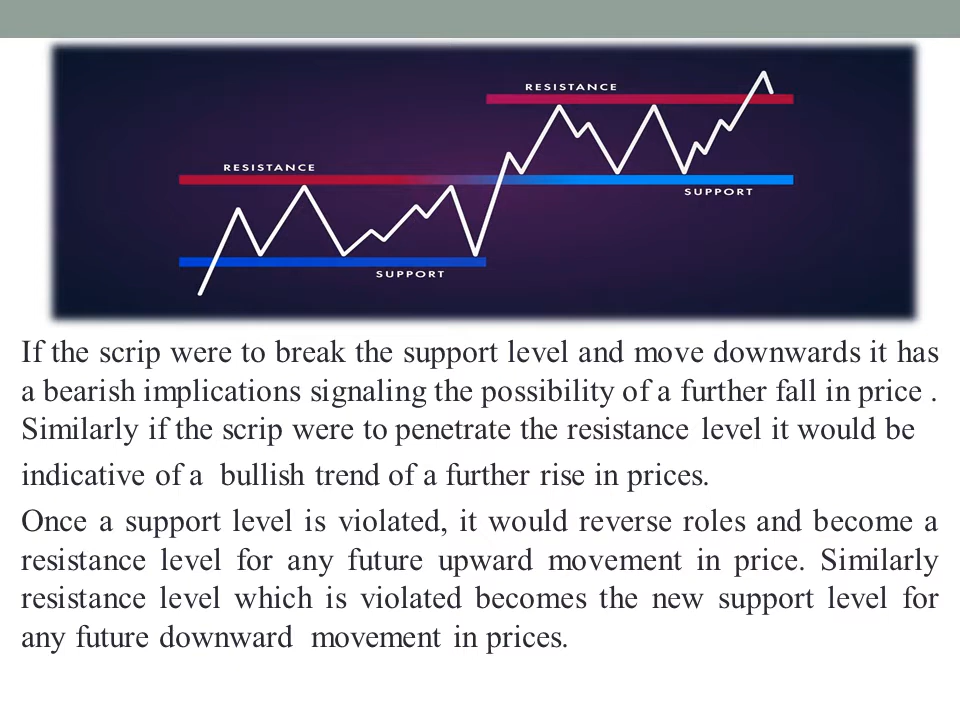 RESISTANCE
RESISTANCE
SUPPORT
SUPPORT
If the scrip were to break the support level and move downwards it has
a bearish implications signaling the possibility of a further fall in price .
Similarly if the scrip were to penetrate the resistance level it would be
indicative of a bullish trend of a further rise in prices.
Once a support level is violated, it would reverse roles and become a
resistance level for any future upward movement in price. Similarly
resistance level which is violated becomes the new support level for
any future downward movement in prices.